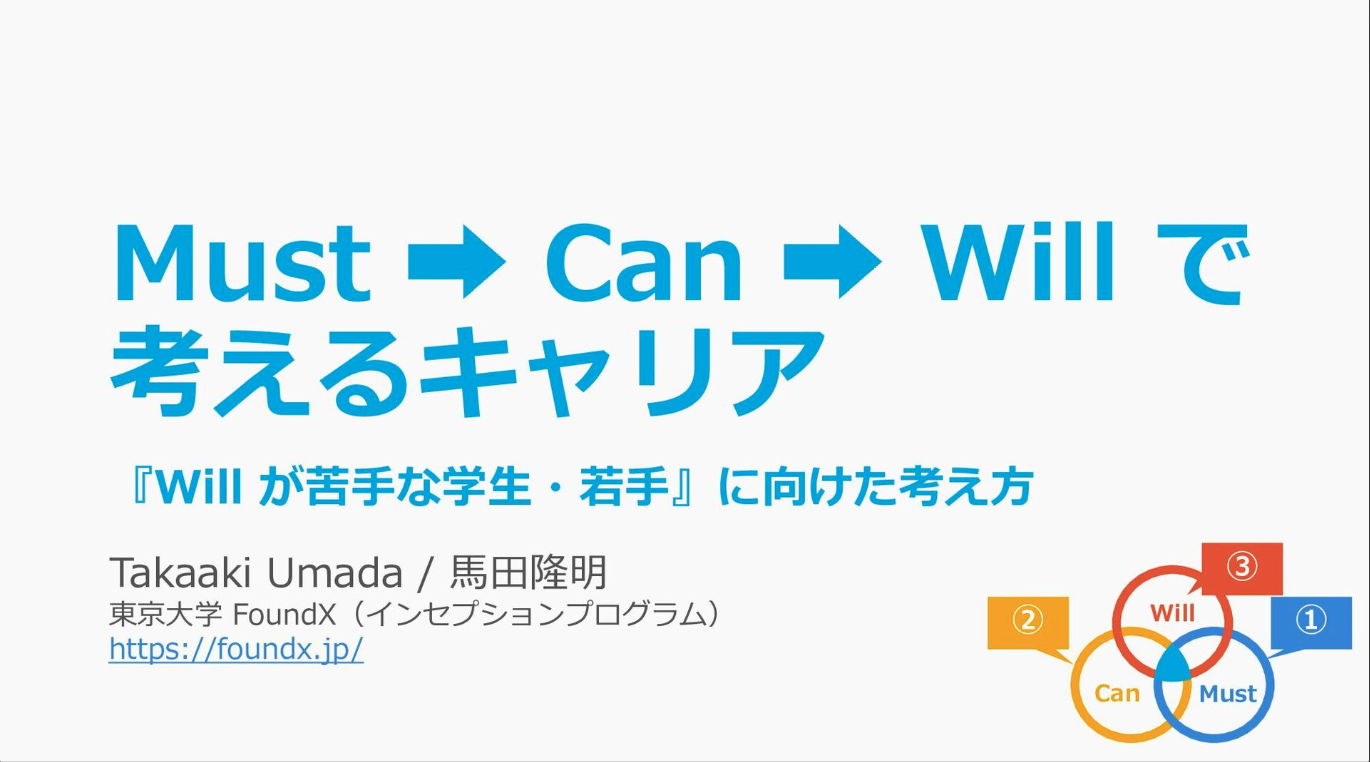 Must ➡ Can ➡ Will で
考えるキャリア
『Will が苦手な学生・若手』に向けた考え方
Takaaki Umada / 馬田隆明
東京大学 FoundX（インセプションプログラム）
https://foundx.jp/
③
②
①
Will
Can
Must